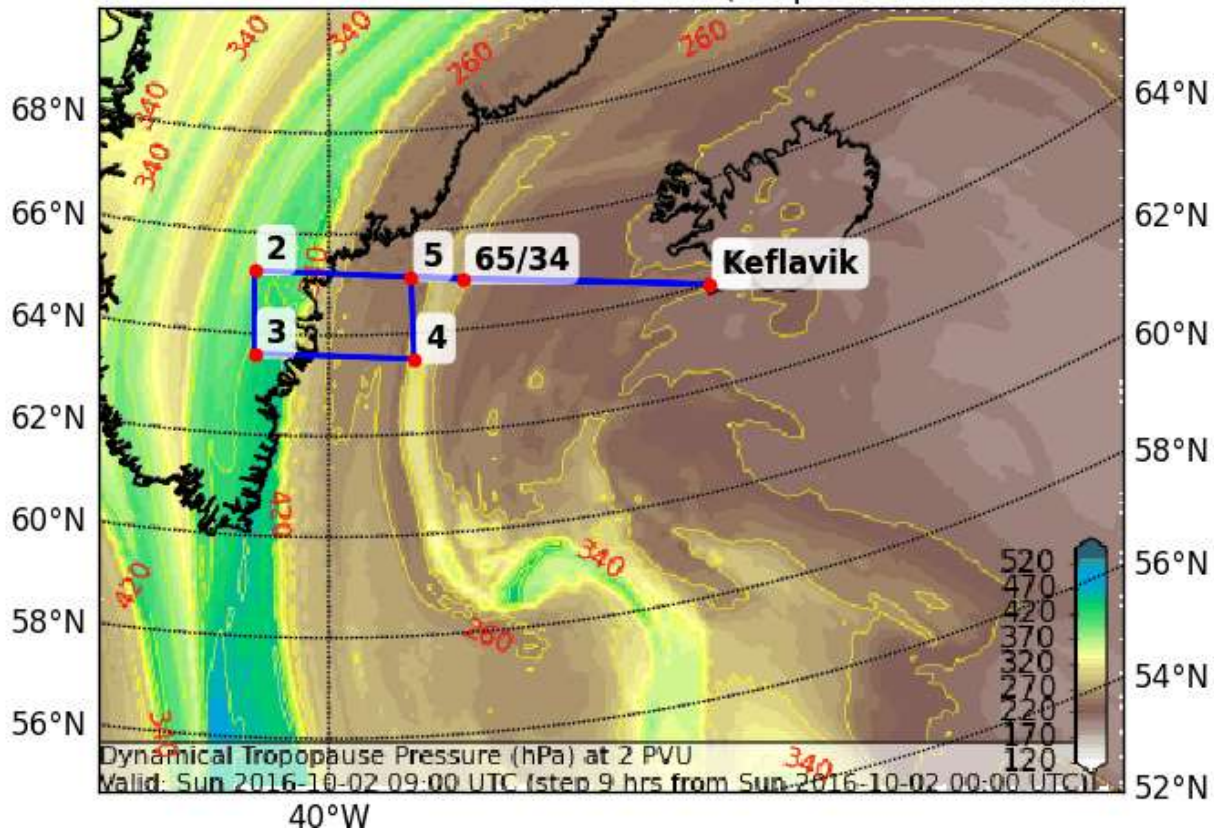 340
340
260
260
68°N
340
64°N
340
66°N
62°N
2
5
65/34
Keflavik
64°N
3
4
60°N
62°N
58°N
60°N
420
340
520
56°N
420
470
420
58°N
260
370
320
270
54°N
220
56°N
340
170
Dynamical Tropopause Pressure (hPa) at 2 PVU
340
120
Valid: Sun 2016-10-02 09:00 UTC (step 9 hrs from Sun 2016-10-02 00:00 UTC)
52°N
40°W